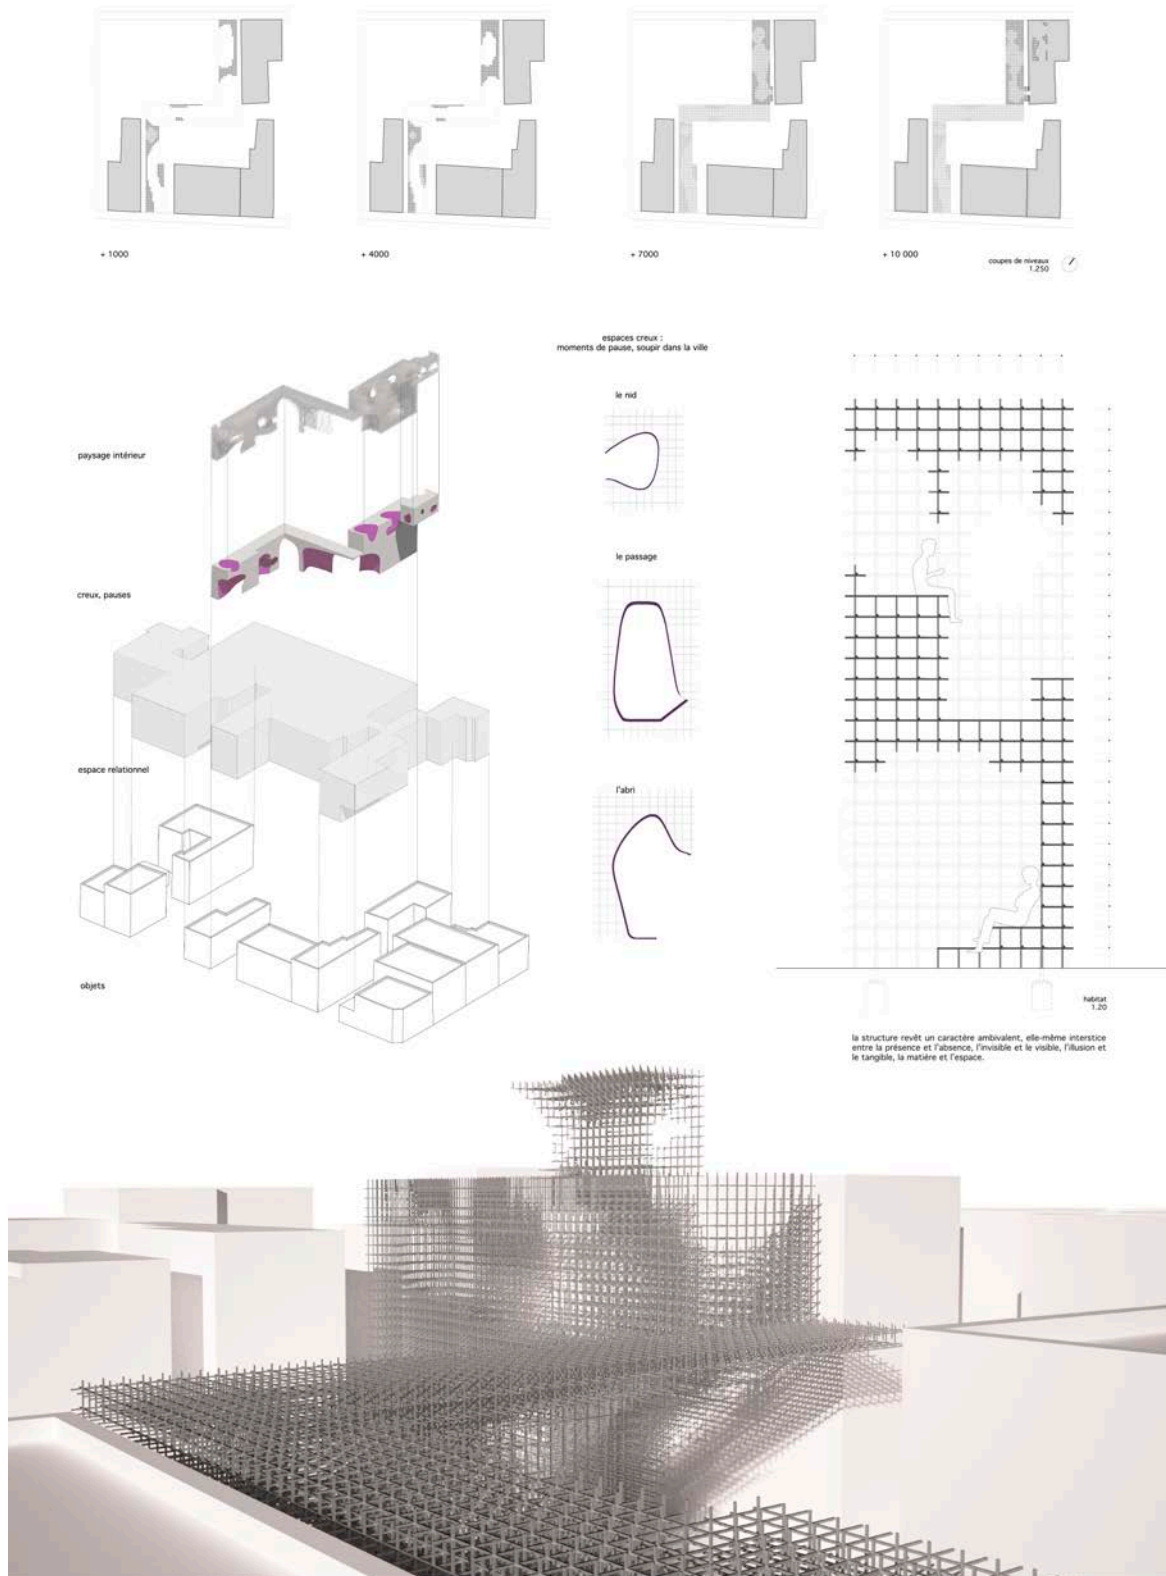 + 1000
+ 4000
+ 7000
+ 10 000
coupes de niveaux
1.250
espaces creux :
moments de pause, soupir dans la ville
le nid
paysage intérieur
le passage
creux, pauses
espace relationnel
l'abri
objets
habitat
1.20
la structure revêt un caractère ambivalent, elle-même interstice
entre la présence et l'absence, l'invisible et le visible, l'illusion et
le tangible, la matière et l'espace.